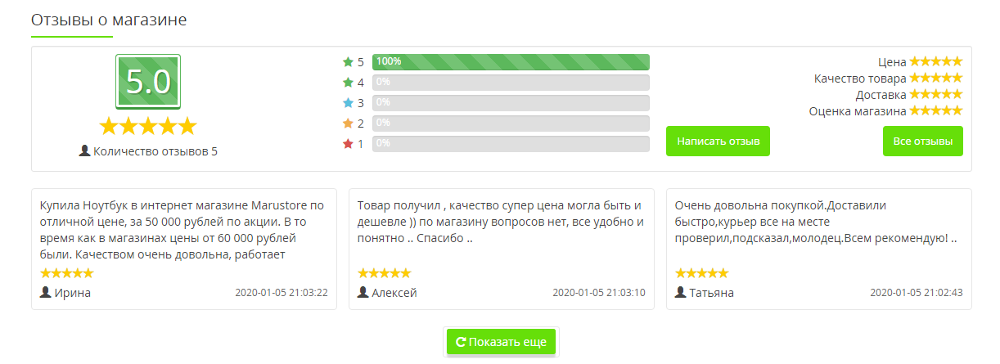 Отзывы о магазине
5.0
Количество отзывов 5
5 100%
4 0%
3 0%
2 0%
1 0%
Цена
Качество товара
Доставка
Оценка магазина
Написать отзыв
Все отзывы
Купила Ноутбук в интернет магазине Marustore по
отличной цене, за 50 000 рублей по акции. В то
время как в магазинах цены от 60 000 рублей
были. Качеством очень довольна, работает
Ирина 2020-01-05 21:03:22
Товар получил , качество супер цена могла быть и
дешевле )) по магазину вопросов нет, все удобно и
понятно .. Спасибо ..
Алексей 2020-01-05 21:03:10
Очень довольна покупкой.Доставили
быстро,курьер все на месте
проверил,подсказал,молодец.Всем рекомендую! ..
Татьяна 2020-01-05 21:02:43
Показать еще